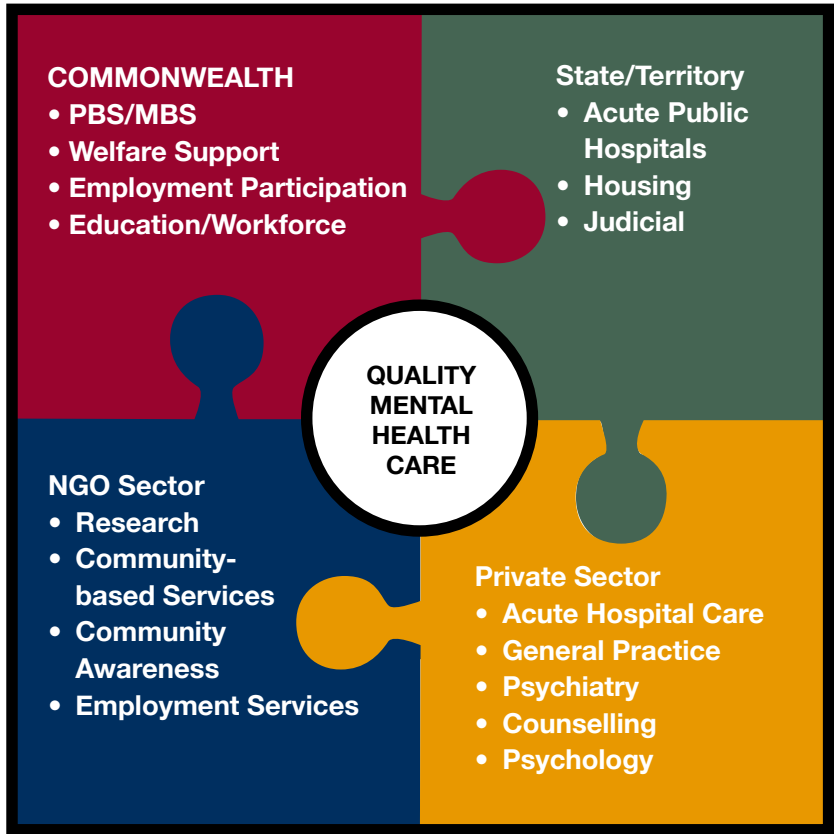 COMMONWEALTH
• PBS/MBS
• Welfare Support
• Employment Participation
• Education/Workforce
State/Territory
• Acute Public
Hospitals
• Housing
• Judicial
QUALITY
MENTAL
HEALTH
CARE
NGO Sector
• Research
• Community-
based Services
• Community
Awareness
• Employment Services
Private Sector
• Acute Hospital Care
• General Practice
• Psychiatry
• Counselling
• Psychology